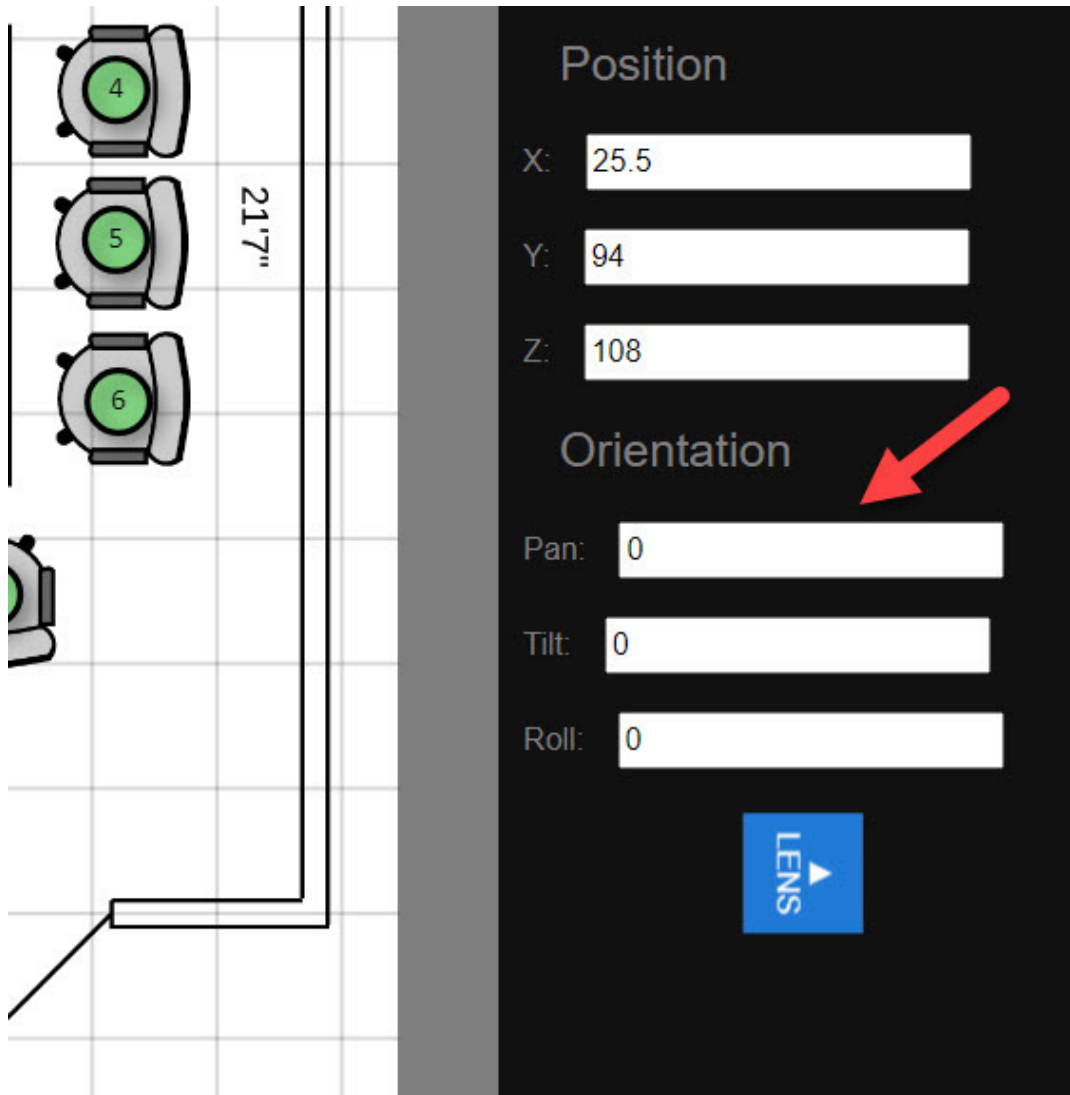 4
5
6
21'7"
Position
X: 25.5
Y: 94
Z: 108
Orientation
Pan: 0
Tilt: 0
Roll: 0
LENS